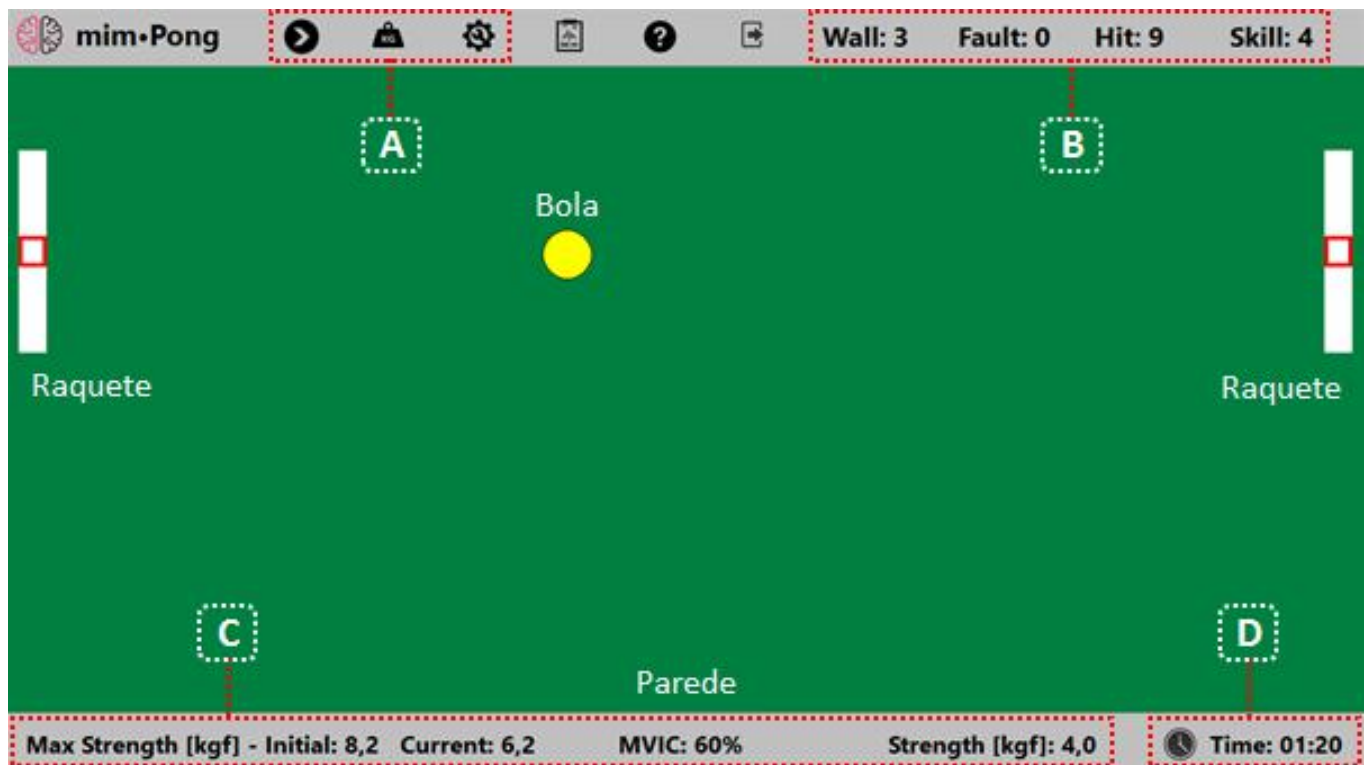 mim•Pong Wall: 3 Fault: 0 Hit: 9 Skill: 4
A B
Bola
Raquete Raquete
C D
Parede
Max Strength [kgf] - Initial: 8,2 Current: 6,2 MVIC: 60% Strength [kgf]: 4,0 Time: 01:20